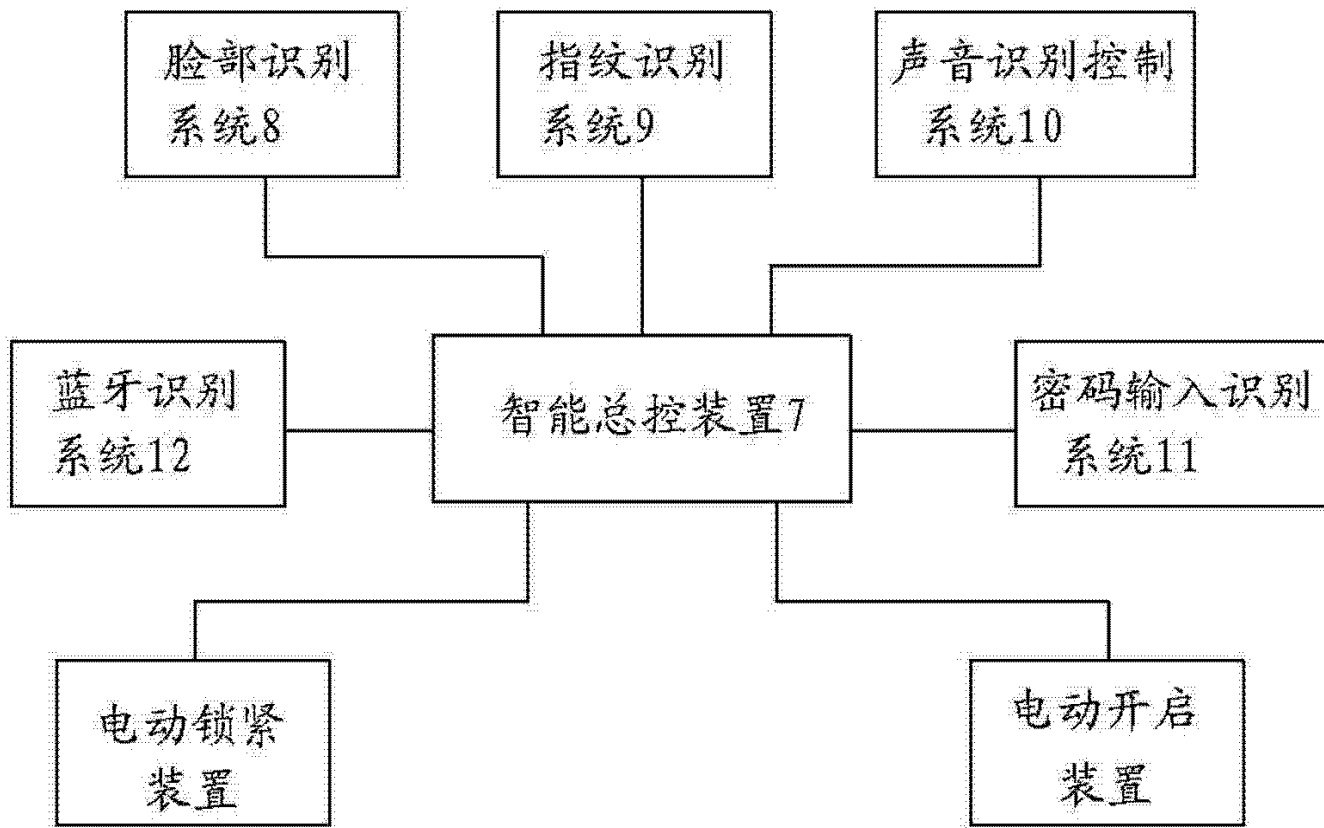 脸部识别
系统8
指纹识别
系统9
声音识别控制
系统10
蓝牙识别
系统12
智能总控装置7
密码输入识别
系统11
电动锁紧
装置
电动开启
装置